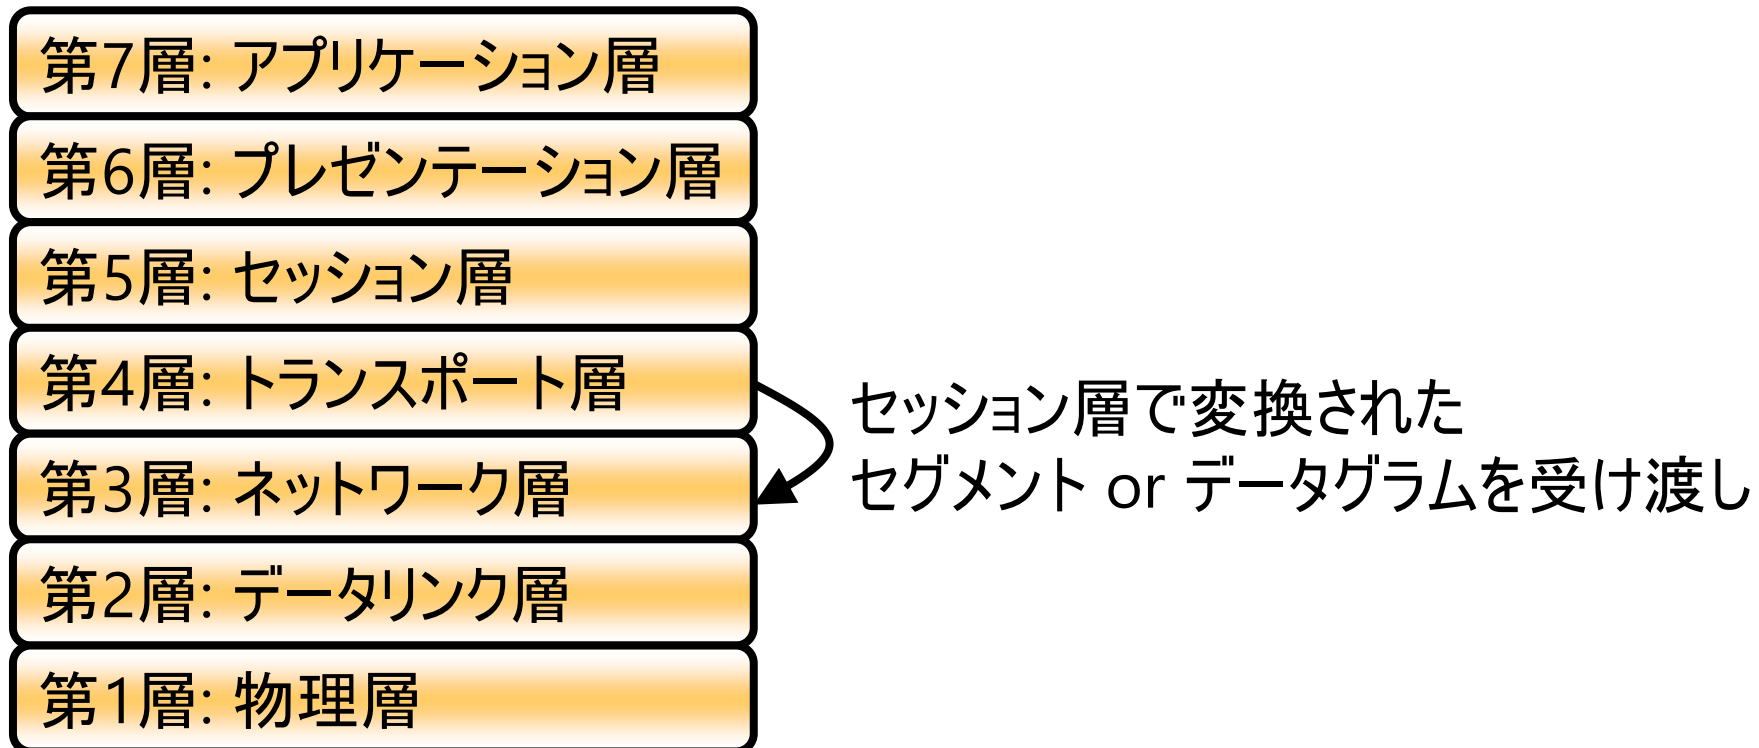 第7層: アプリケーション層
第6層: プレゼンテーション層
第5層: セッション層
第4層: トランスポート層
第3層: ネットワーク層
第2層: データリンク層
第1層: 物理層
セッション層で変換された
セグメント or データグラムを受け渡し